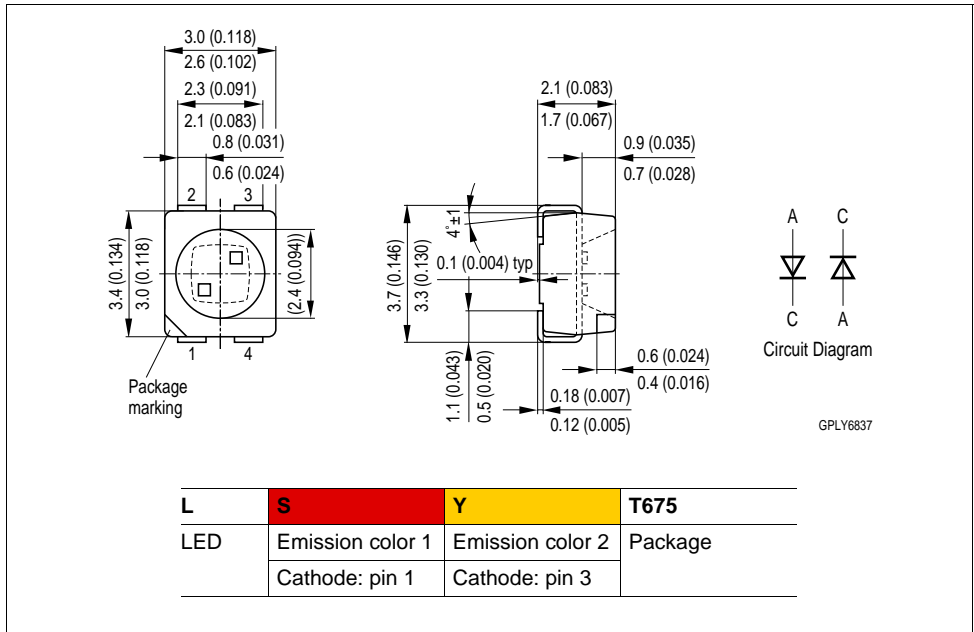 3.0 (0.118)
2.6 (0.102)
2.3 (0.091)
2.1 (0.083)
0.8 (0.031)
0.6 (0.024)
2 3
3.4 (0.134)
3.0 (0.118)
(2.4 (0.094))
1 4
Package
marking
2.1 (0.083)
1.7 (0.067)
0.9 (0.035)
0.7 (0.028)
4°±1
0.1 (0.004) typ
3.7 (0.146)
3.3 (0.130)
1.1 (0.043)
0.5 (0.020)
0.6 (0.024)
0.4 (0.016)
0.18 (0.007)
0.12 (0.005)
A C
C A
Circuit Diagram
GPLY6837
L S Y T675
LED Emission color 1 Emission color 2 Package
Cathode: pin 1 Cathode: pin 3